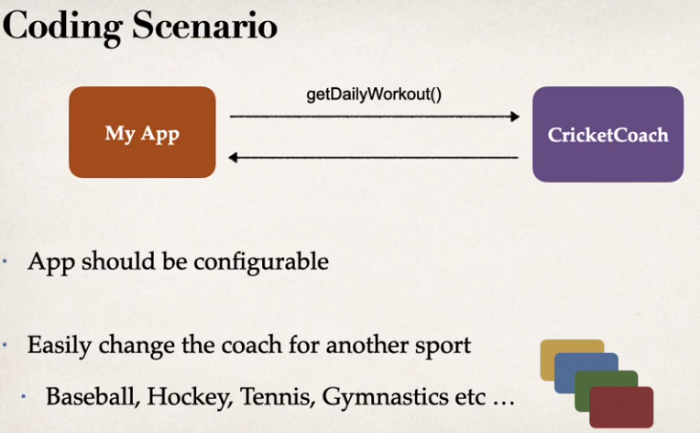 Coding Scenario
getDailyWorkout()
My App
CricketCoach
App should be configurable
Easily change the coach for another sport
Baseball, Hockey, Tennis, Gymnastics etc …